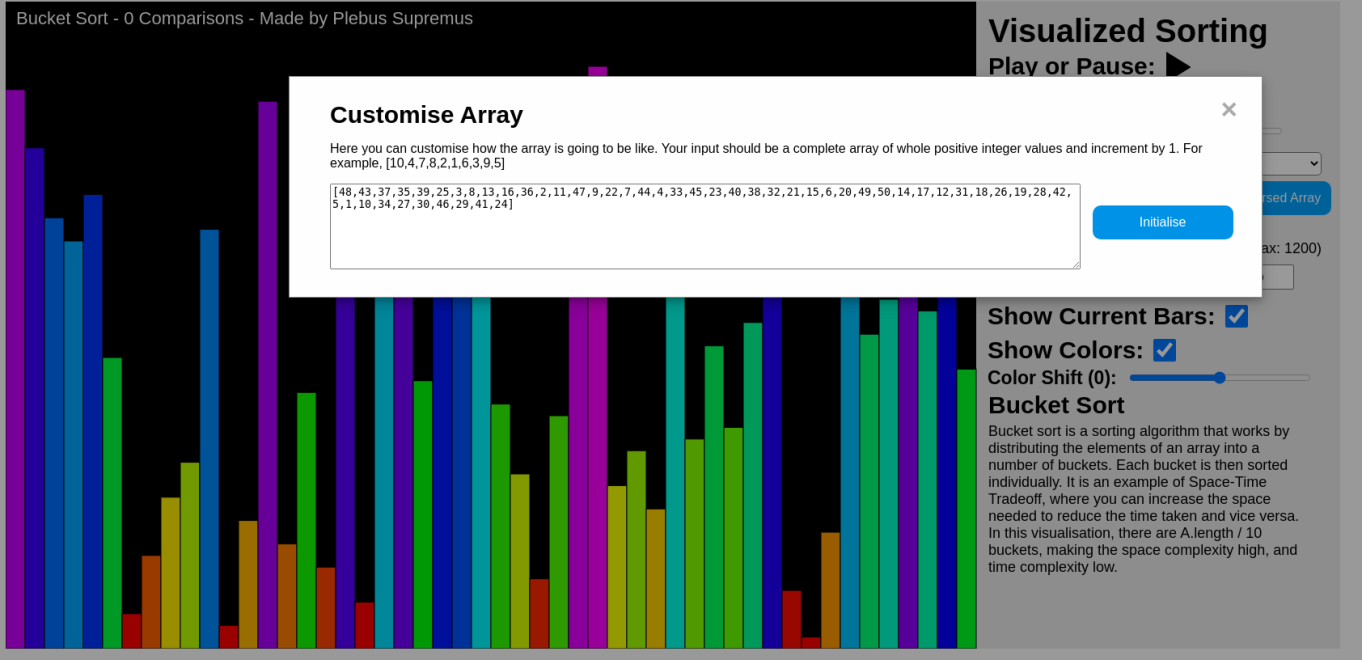 Bucket Sort - 0 Comparisons - Made by Plebus Supremus
Visualized Sorting
Play or Pause:
Customise Array
×
Here you can customise how the array is going to be like. Your input should be a complete array of whole positive integer values and increment by 1. For
example, [10,4,7,8,2,1,6,3,9,5]
[48,43,37,35,39,25,3,8,13,16,36,2,11,47,9,22,7,44,4,33,45,23,40,38,32,21,15,6,20,49,50,14,17,12,31,18,26,19,28,42,
5,1,10,34,27,30,46,29,41,24]
Initialise
Array
1200)
Show Current Bars:
Show Colors:
Color Shift (0):
Bucket Sort
Bucket sort is a sorting algorithm that works by
distributing the elements of an array into a
number of buckets. Each bucket is then sorted
individually. It is an example of Space-Time
Tradeoff, where you can increase the space
needed to reduce the time taken and vice versa.
In this visualisation, there are A.length / 10
buckets, making the space complexity high, and
time complexity low.